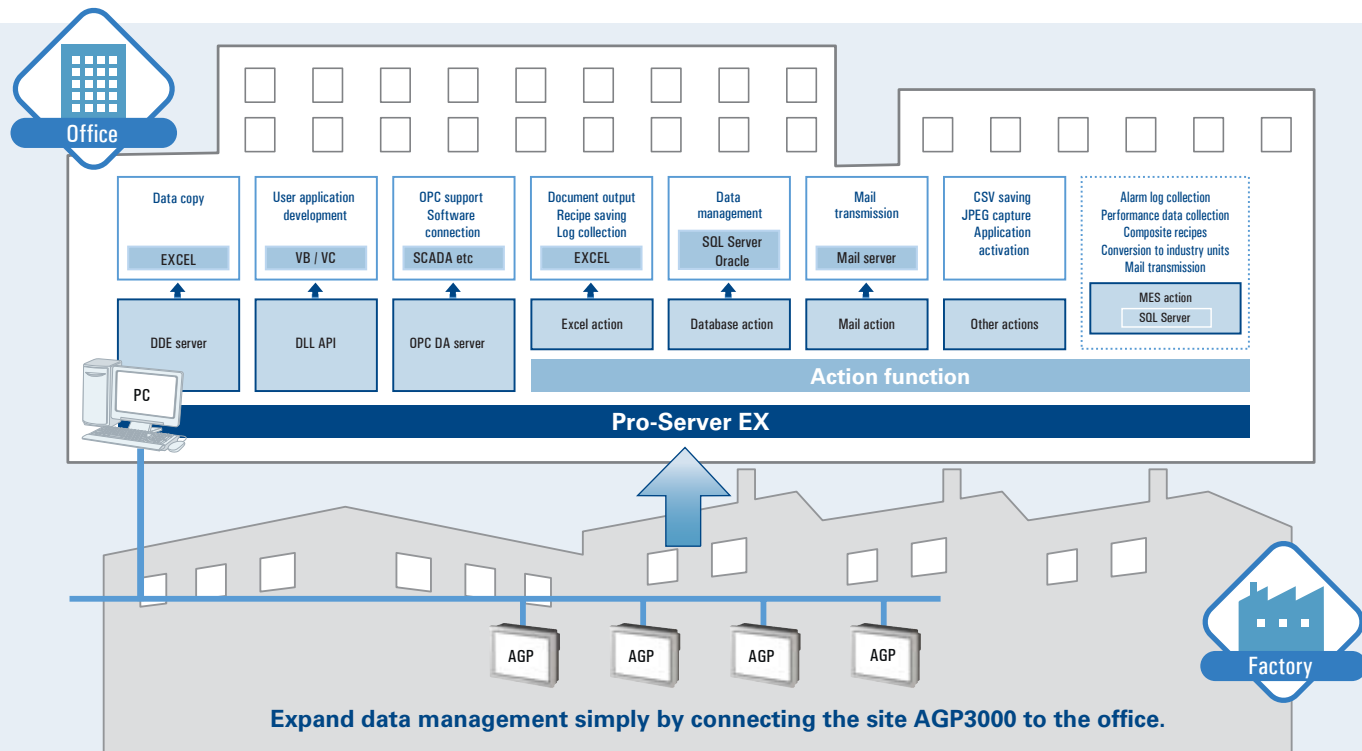 Office
Data copy
EXCEL
User application
development
VB / VC
OPC support
Software
connection
SCADA etc
Document output
Recipe saving
Log collection
EXCEL
Data
management
SQL Server
Oracle
Mail
transmission
Mail server
CSV saving
JPEG capture
Application
activation
Alarm log collection
Performance data collection
Composite recipes
Conversion to industry units
Mail transmission
MES action
SQL Server
DDE server
DLL API
OPC DA server
Excel action
Database action
Mail action
Other actions
Action function
PC
Pro-Server EX
AGP
AGP
AGP
AGP
Factory
Expand data management simply by connecting the site AGP3000 to the office.